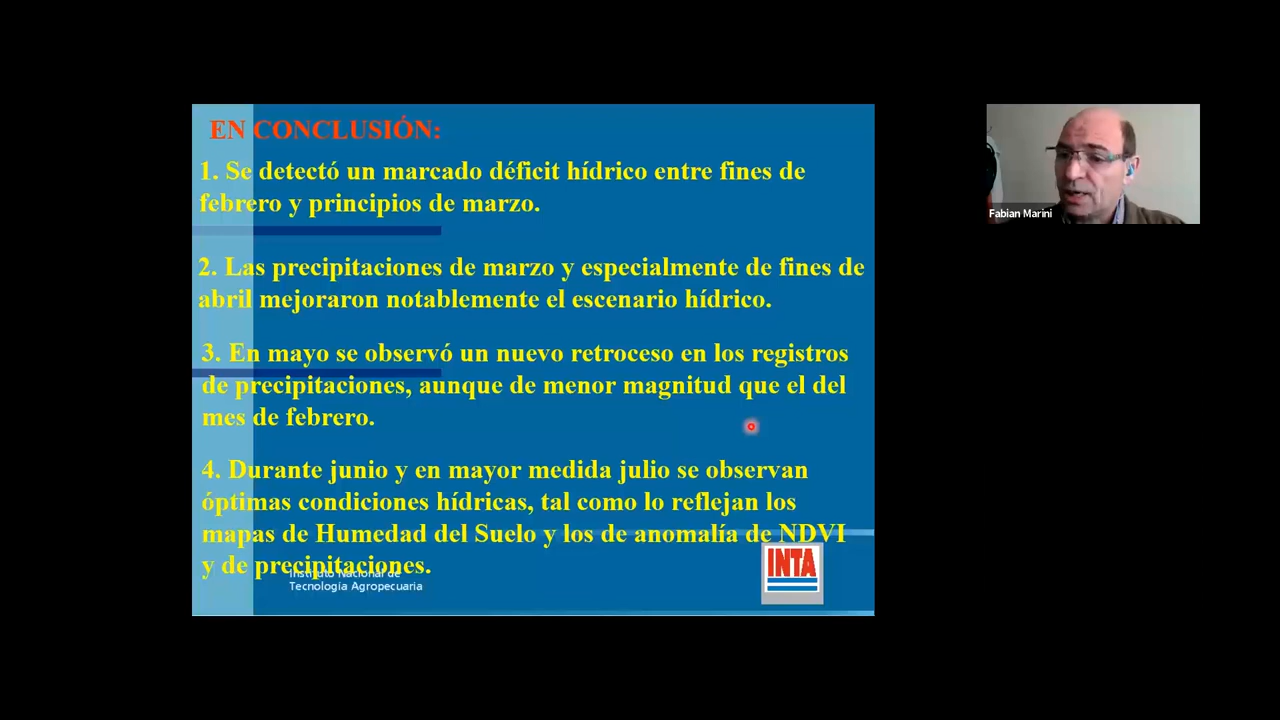 EN CONCLUSIÓN:
1. Se detectó un marcado déficit hídrico entre fines de
febrero y principios de marzo.
2. Las precipitaciones de marzo y especialmente de fines de
abril mejoraron notablemente el escenario hídrico.
3. En mayo se observó un nuevo retroceso en los registros
de precipitaciones, aunque de menor magnitud que el del
mes de febrero.
4. Durante junio y en mayor medida julio se observan
óptimas condiciones hídricas, tal como lo reflejan los
mapas de Humedad del Suelo y los de anomalía de NDVI
y de precipitaciones.
Instituto Nacional de
Tecnología Agropecuaria
INTA
Fabian Marini